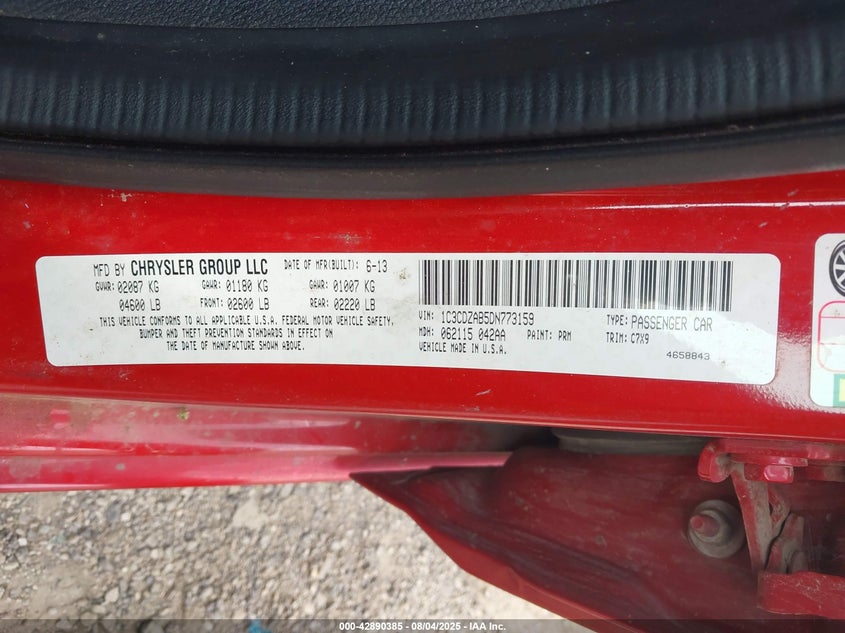 MFD BY CHRYSLER GROUP LLC DATE OF MFR(BUILT): 6-13
GVWR: 02087 KG GAWR: 01180 KG GAWR: 01007 KG
04600 LB FRONT: 02600 LB REAR: 02220 LB
THIS VEHICLE CONFORMS TO ALL APPLICABLE U.S.A. FEDERAL MOTOR VEHICLE SAFETY,
BUMPER AND THEFT PREVENTION STANDARDS IN EFFECT ON
THE DATE OF MANUFACTURE SHOWN ABOVE.
VIN: 1C3CDZAB5DN773159 TYPE: PASSENGER CAR
MDH: 062115 042AA PAINT: PRM TRIM: C7X9
VEHICLE MADE IN U.S.A. 4658843
000-42890385 - 08/04/2025 - IAA, Inc.